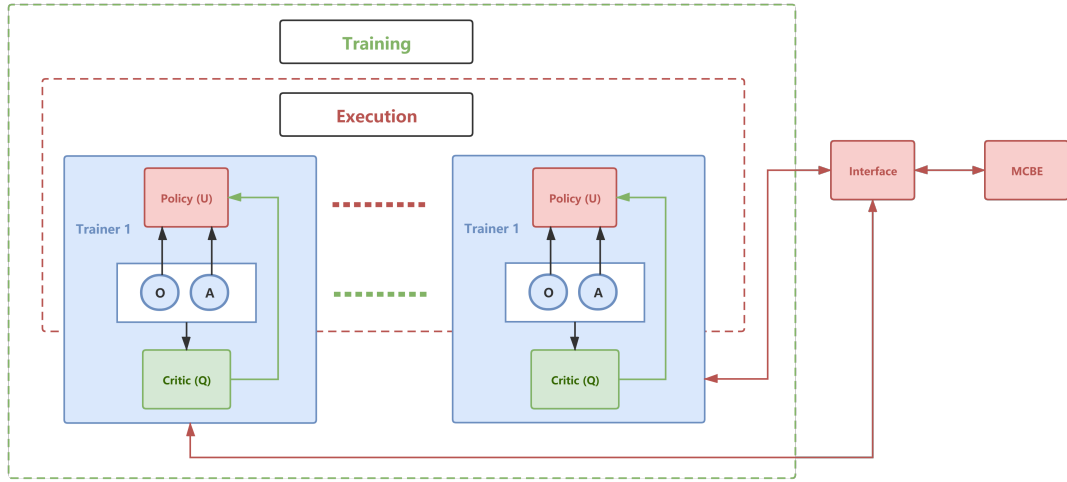 Training
Execution
Policy (U)
Trainer 1
O A
Critic (Q)
Policy (U)
Trainer 1
O A
Critic (Q)
Interface
MCBE